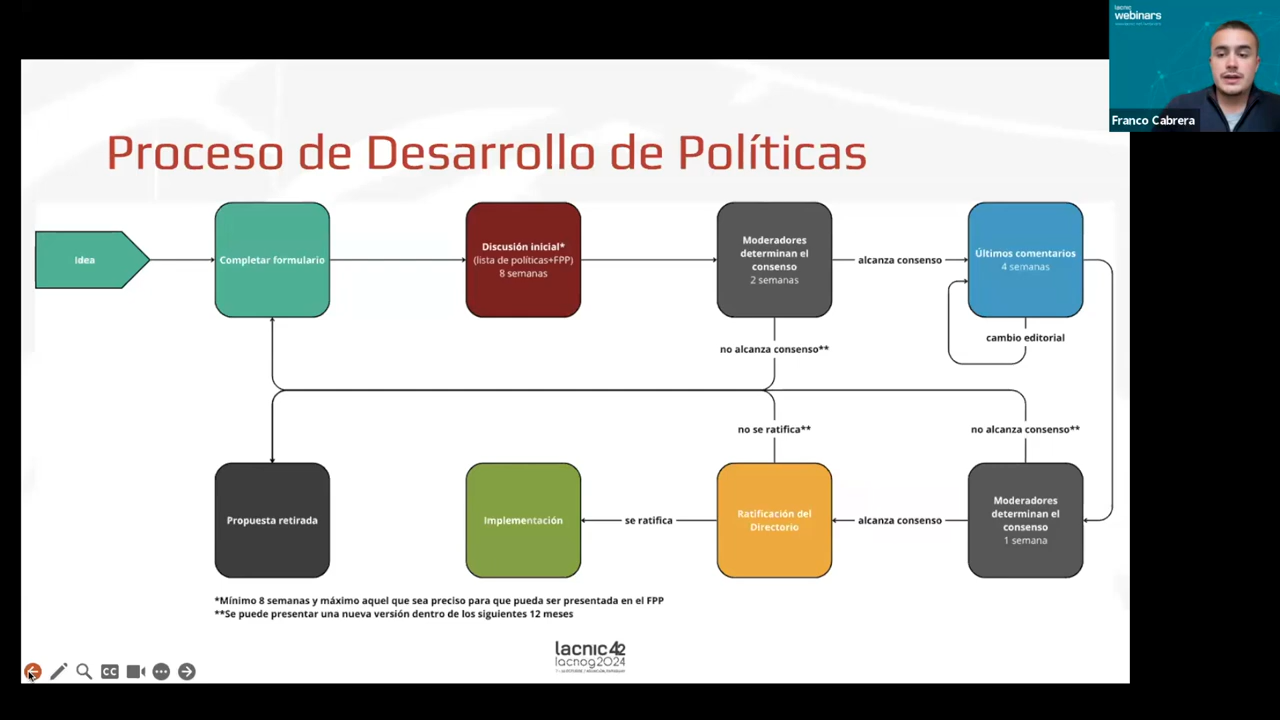 lacnic
webinars
Franco Cabrera
Proceso de Desarrollo de Políticas
Idea
Completar formulario
Discusión inicial*
(lista de políticas+FPP)
8 semanas
Moderadores
determinan el
consenso
2 semanas
alcanza consenso
Últimos comentarios
4 semanas
cambio editorial
no alcanza consenso**
no se ratifica**
no alcanza consenso**
Propuesta retirada
Implementación
se ratifica
Ratificación del
Directorio
alcanza consenso
Moderadores
determinan el
consenso
1 semana
*Mínimo 8 semanas y máximo aquel que sea preciso para que pueda ser presentada en el FPP
**Se puede presentar una nueva versión dentro de los siguientes 12 meses
lacnic 42
lacnog2024
CC